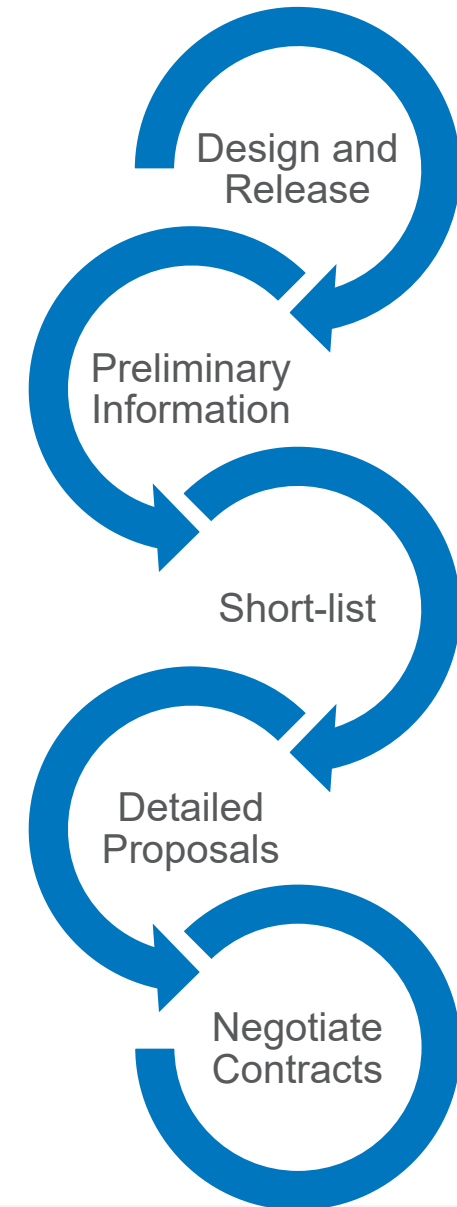 Design and
Release
Preliminary
Information
Short-list
Detailed
Proposals
Negotiate
Contracts